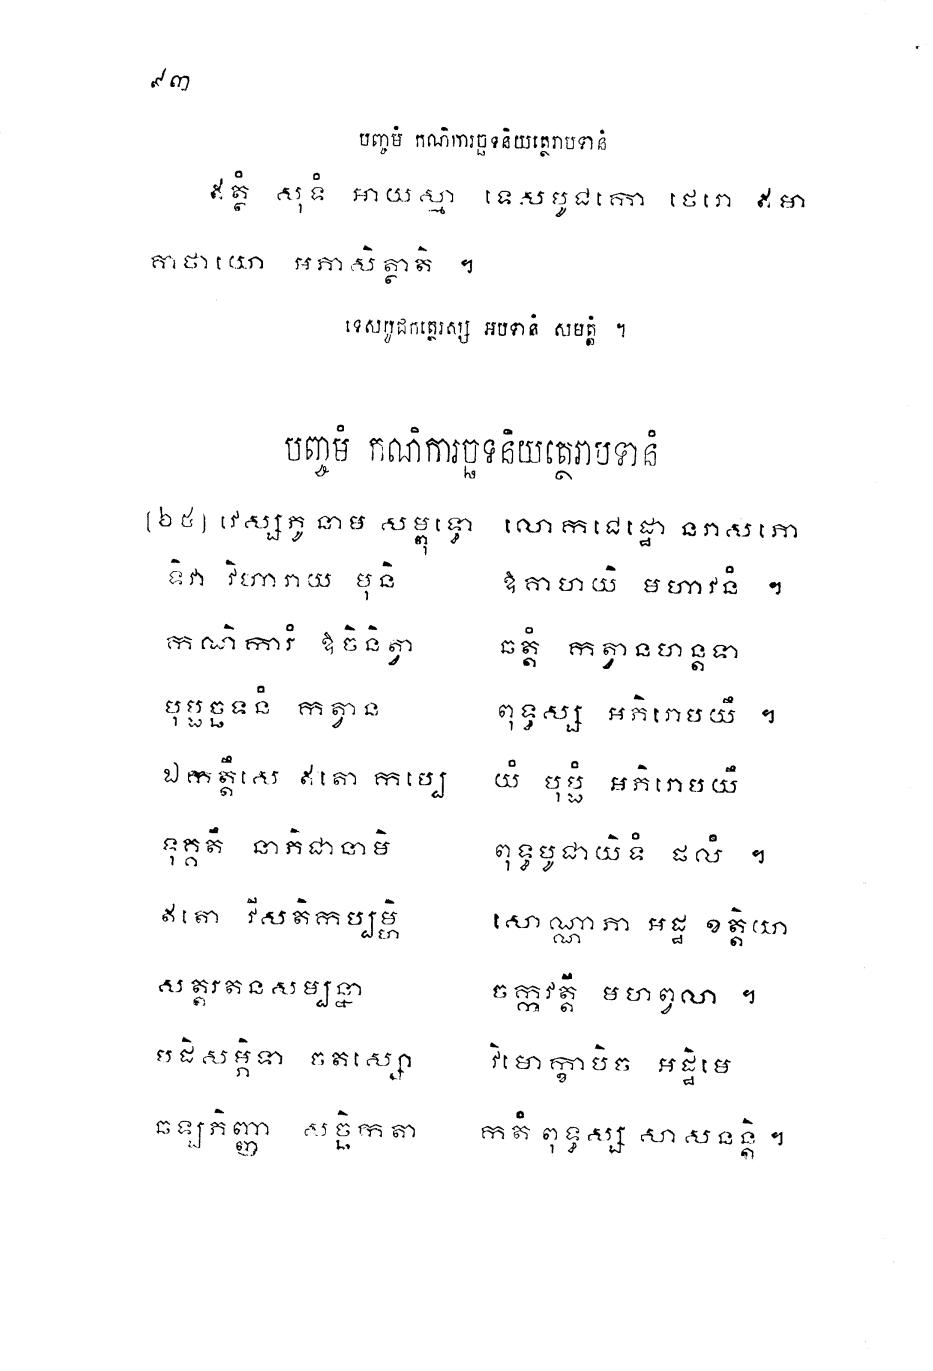 ៩៣
បញ្ចមំ កណិការច្ឆទនិយត្ថេរាបទានំ
ឥត្ថំ សុទំ អាយស្មា ទេសបូជកោ ថេរោ ឥមា
គាថាយោ អភាសិត្ថាតិ ។
ទេសបូជកត្ថេរស្ស អបទានំ សមត្តំ ។
បញ្ចមំ កណិការច្ឆទនិយត្ថេរាបទានំ
[៦៥] វេស្សភូ នាម សម្ពុទ្ធោ លោកជេដ្ឋោ នរាសភោ
ទិវា វិហារាយ មុនិ ឱគាហយិ មហាវនំ ។
កណិការំ ឱចិនិត្វា ឆត្តំ កត្វានហន្តទា
បុប្ផច្ឆទនំ កត្វាន ពុទ្ធស្ស អភិរោបយឹ ។
ឯកត្តឹសេ ឥតោ កប្បេ យំ បុប្ផំ អភិរោបយឹ
ទុគ្គតឹ នាភិជានាមិ ពុទ្ធបូជាយិទំ ផលំ ។
ឥតោ វីសតិកប្បម្ហិ សោណ្ណាភា អដ្ឋ ខត្តិយា
សត្តរតនសម្បន្នា ចក្កវត្តី មហព្វលា ។
បដិសម្ភិទា ចតស្សោ វិមោក្ខាបិច អដ្ឋិមេ
ឆឡភិញ្ញា សច្ឆិកតា កតំ ពុទ្ធស្ស សាសនន្តិ ។